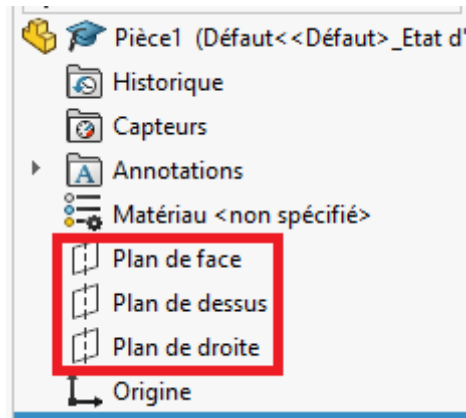 Pièce1 (Défaut<<Défaut>_Etat d'
Historique
Capteurs
A Annotations
Matériau <non spécifié>
Plan de face
Plan de dessus
Plan de droite
Origine